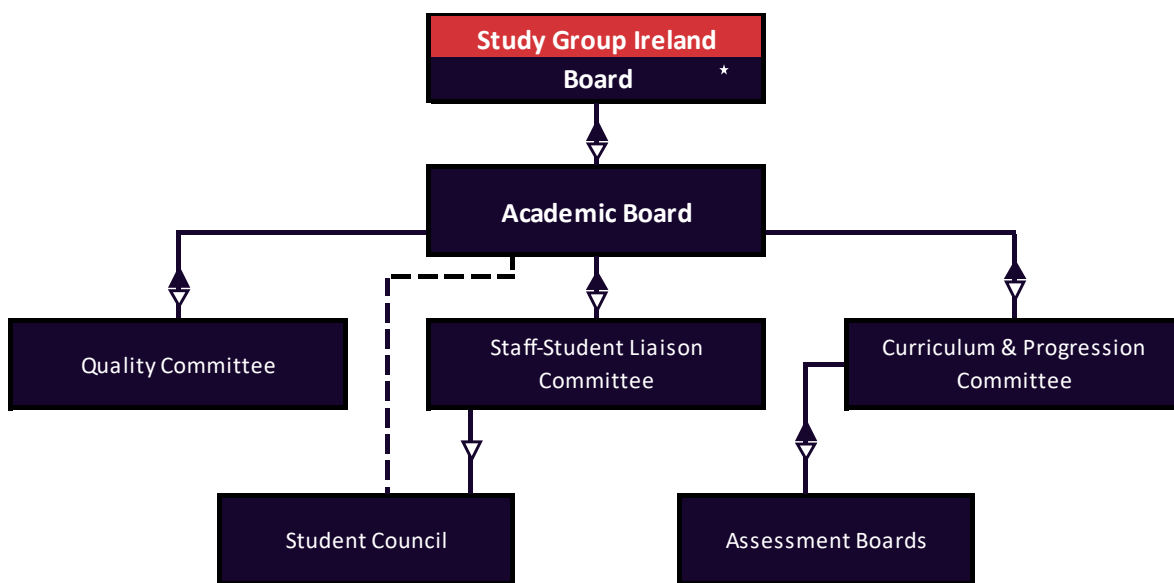 Study Group Ireland
Board
Academic Board
Quality Committee
Staff-Student Liaison
Committee
Curriculum & Progression
Committee
Student Council
Assessment Boards